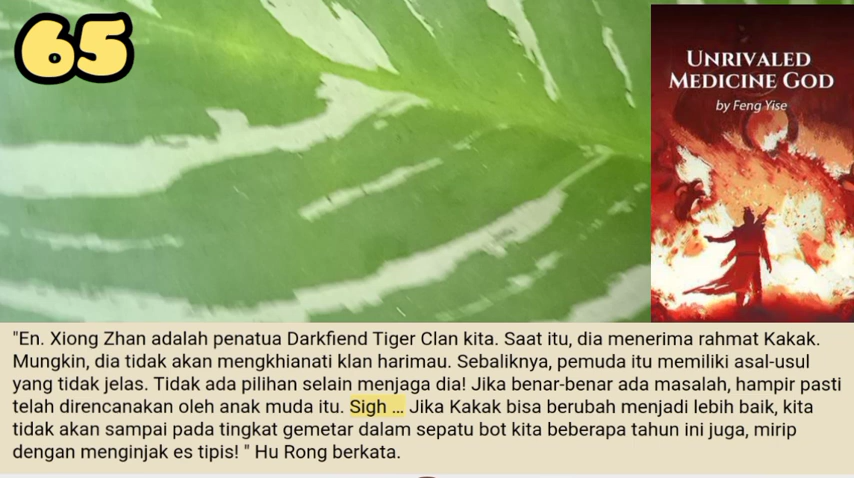 65
UNRIVALED
MEDICINE GOD
by Feng Yise
"En. Xiong Zhan adalah penatua Darkfiend Tiger Clan kita. Saat itu, dia menerima rahmat Kakak.
Mungkin, dia tidak akan mengkhianati klan harimau. Sebaliknya, pemuda itu memiliki asal-usul
yang tidak jelas. Tidak ada pilihan selain menjaga dia! Jika benar-benar ada masalah, hampir pasti
telah direncanakan oleh anak muda itu. Sigh ... Jika Kakak bisa berubah menjadi lebih baik, kita
tidak akan sampai pada tingkat gemetar dalam sepatu bot kita beberapa tahun ini juga, mirip
dengan menginjak es tipis! " Hu Rong berkata.